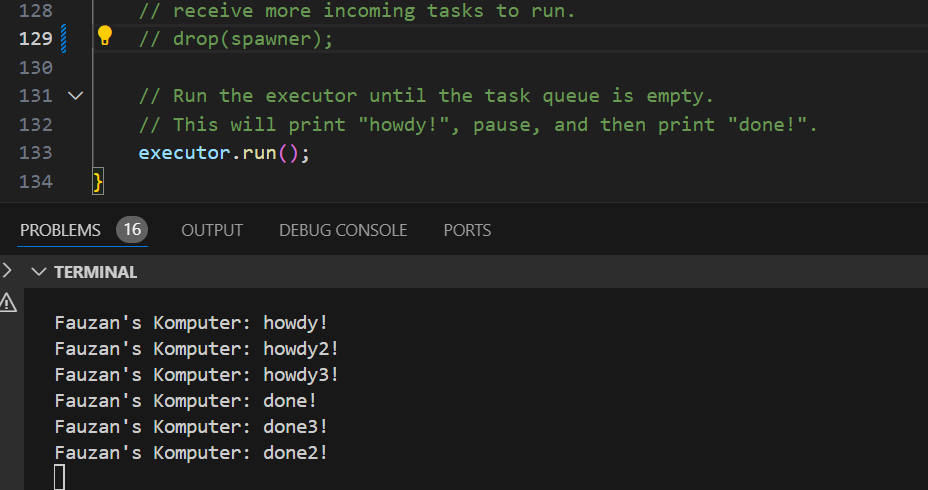 128 // receive more incoming tasks to run.
129 // drop(spawner);
130
131 // Run the executor until the task queue is empty.
132 // This will print "howdy!", pause, and then print "done!".
133 executor.run();
134 }
PROBLEMS 16 OUTPUT DEBUG CONSOLE PORTS
TERMINAL
Fauzan's Komputer: howdy!
Fauzan's Komputer: howdy2!
Fauzan's Komputer: howdy3!
Fauzan's Komputer: done!
Fauzan's Komputer: done3!
Fauzan's Komputer: done2!